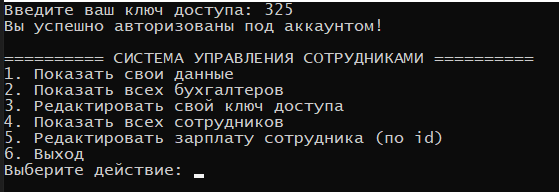 Введите ваш ключ доступа: 325
Вы успешно авторизованы под аккаунтом!
========== СИСТЕМА УПРАВЛЕНИЯ СОТРУДНИКАМИ ==========
1. Показать свои данные
2. Показать всех бухгалтеров
3. Редактировать свой ключ доступа
4. Показать всех сотрудников
5. Редактировать зарплату сотрудника (по id)
6. Выход
Выберите действие: _